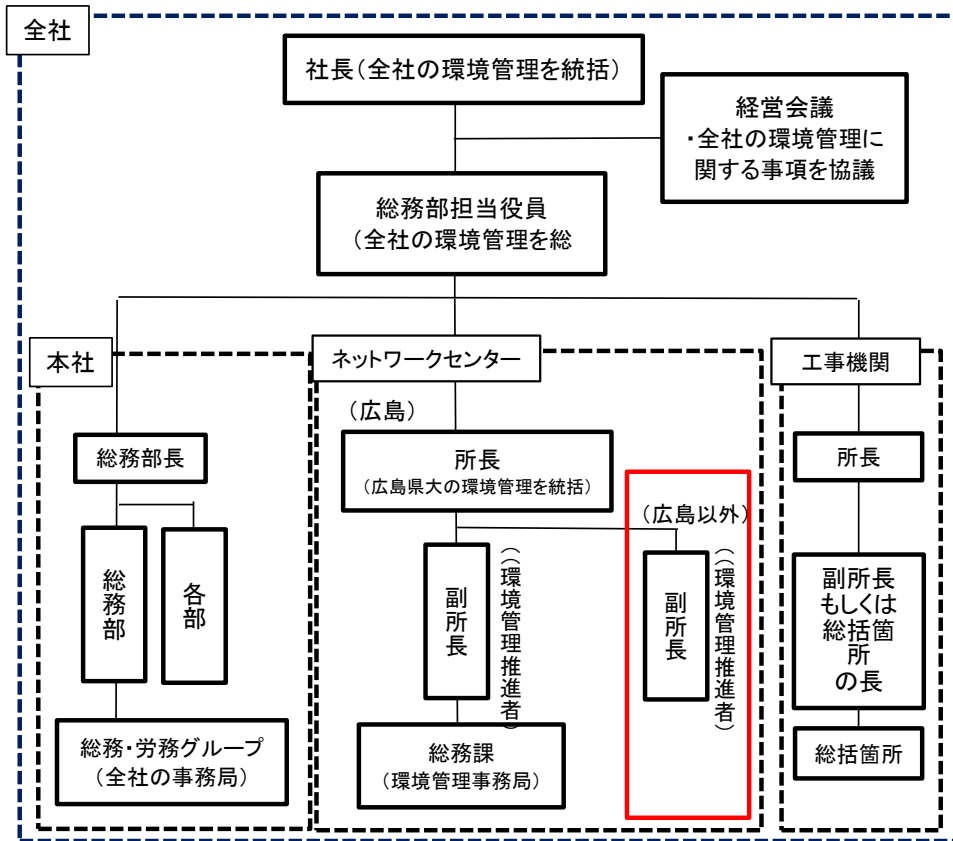 全社
社長(全社の環境管理を統括)
経営会議
・全社の環境管理に
関する事項を協議
総務部担当役員
(全社の環境管理を総
本社
ネットワークセンター
工事機関
(広島)
総務部長
所長
(広島県大の環境管理を統括)
所長
(広島以外)
総務部
各部
副所長
((環境管理推進者)
副所長
((環境管理推進者)
副所長
もしくは
総括箇
所
の長
総務・労務グループ
(全社の事務局)
総務課
(環境管理事務局)
総括箇所